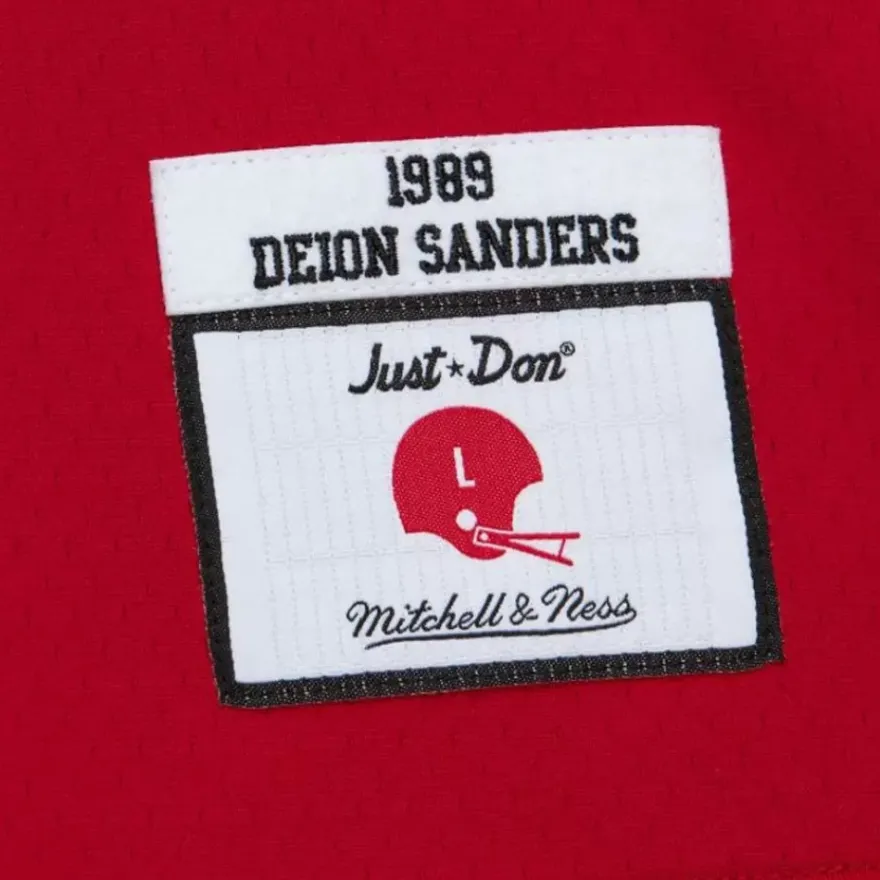 1989
DEION SANDERS
Just★Don®
L
Mitchell & Ness